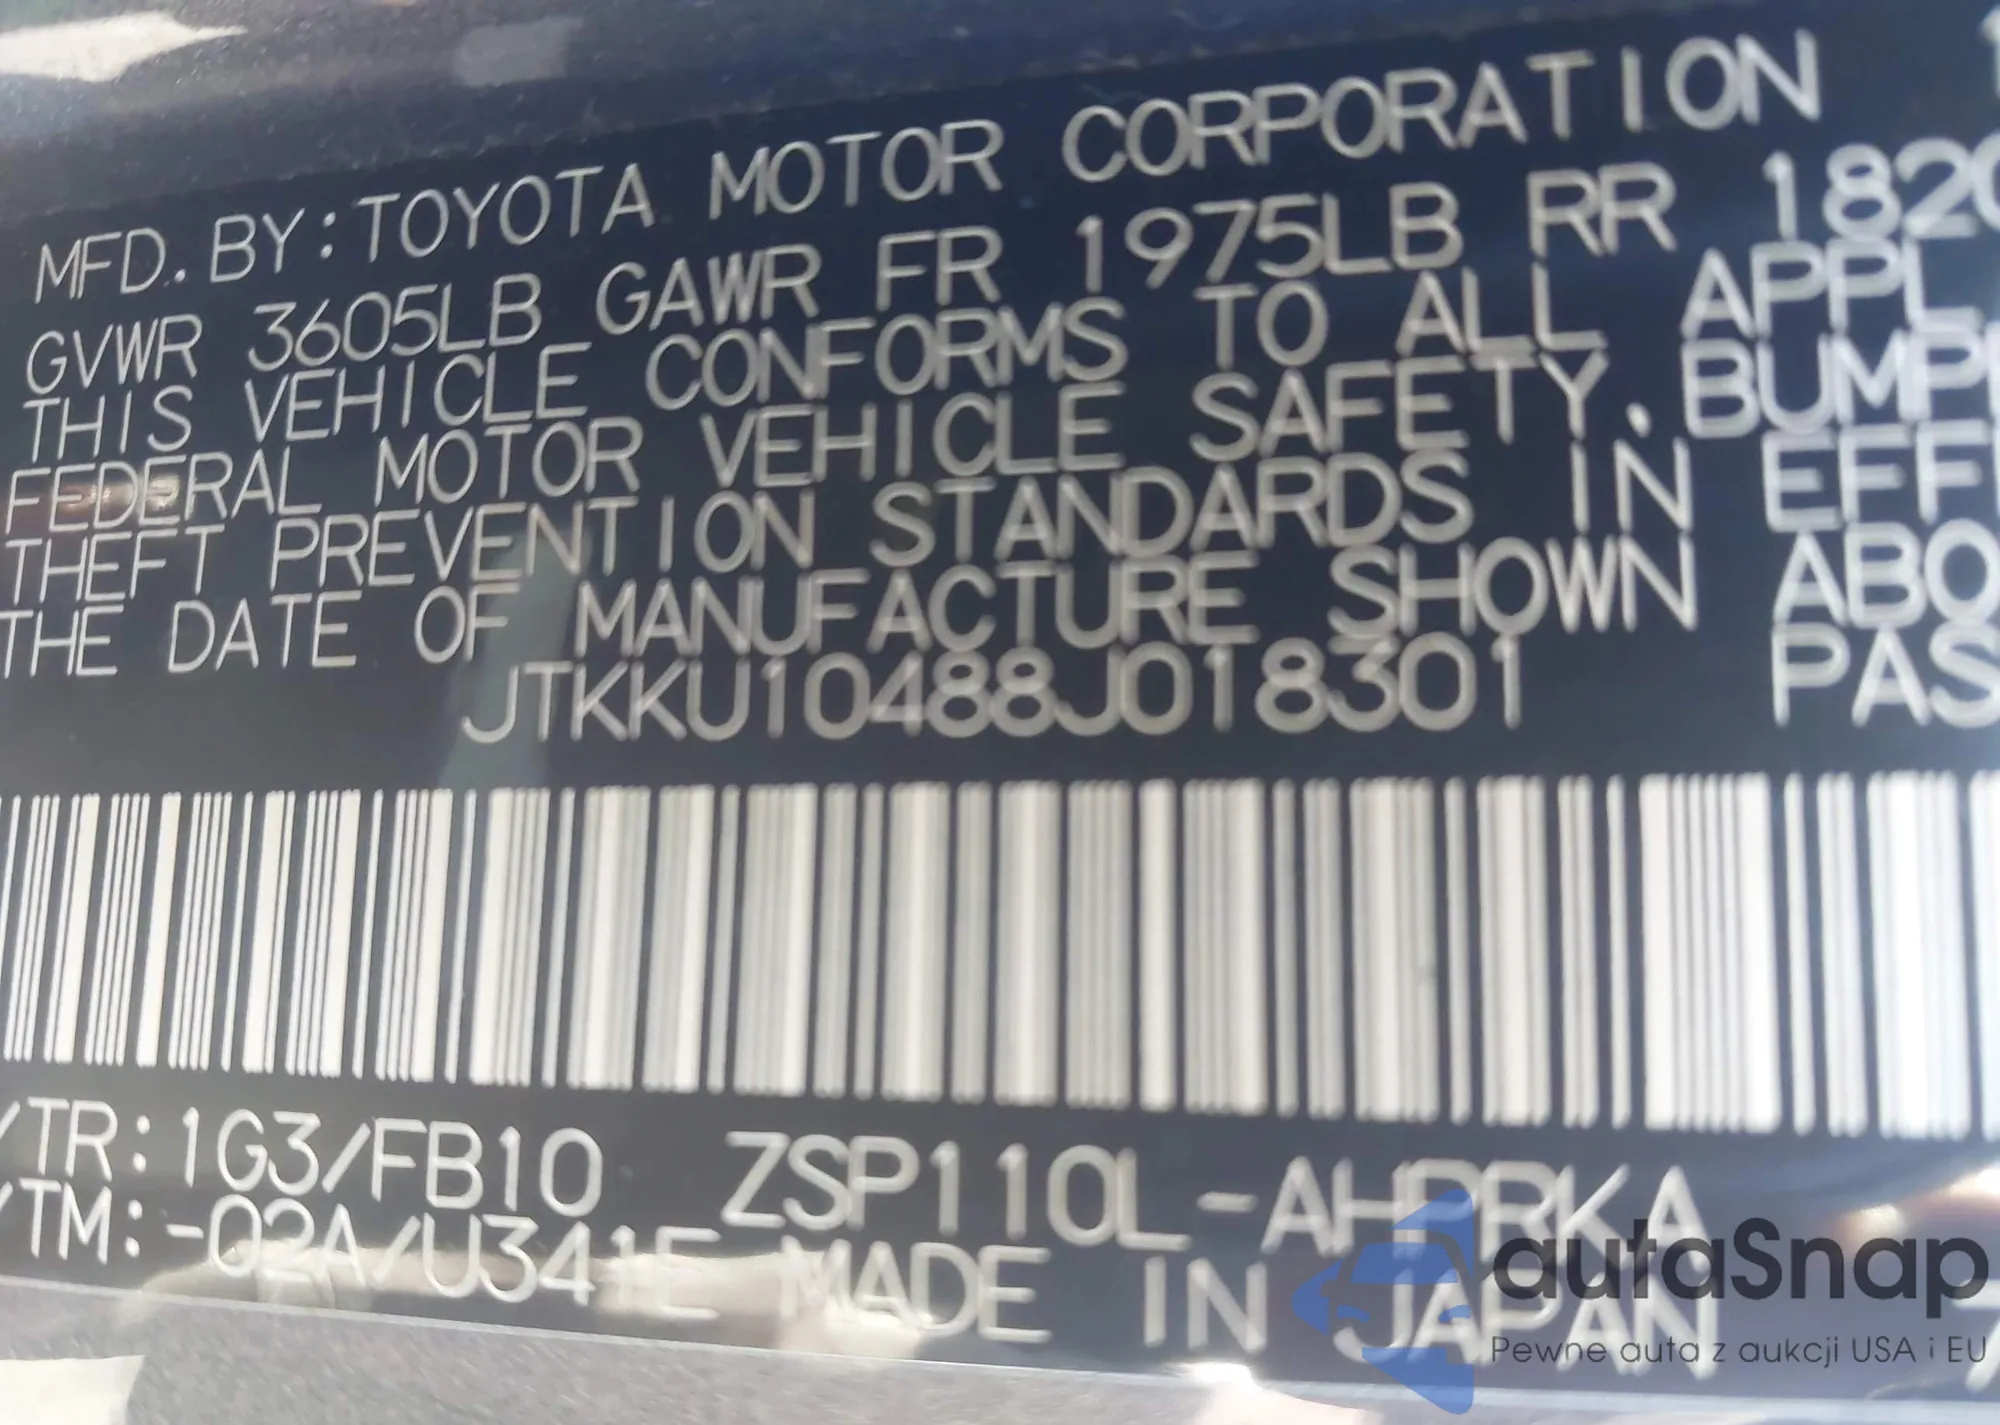 MFD. BY: TOYOTA MOTOR CORPORATION
GVWR 3605LB GAWR FR 1975LB RR 1820
THIS VEHICLE CONFORMS TO ALL APPL
FEDERAL MOTOR VEHICLE SAFETY, BUMP
THEFT PREVENTION STANDARDS IN EFF
THE DATE OF MANUFACTURE SHOWN ABO
JTKKU10488J018301 PAS
/TR: 1G3/FB10 ZSP110L-AHPRKA
/TM: -02A/U341E MADE IN JAPAN
autaSnap
Pewne auta z aukcji USA i EU